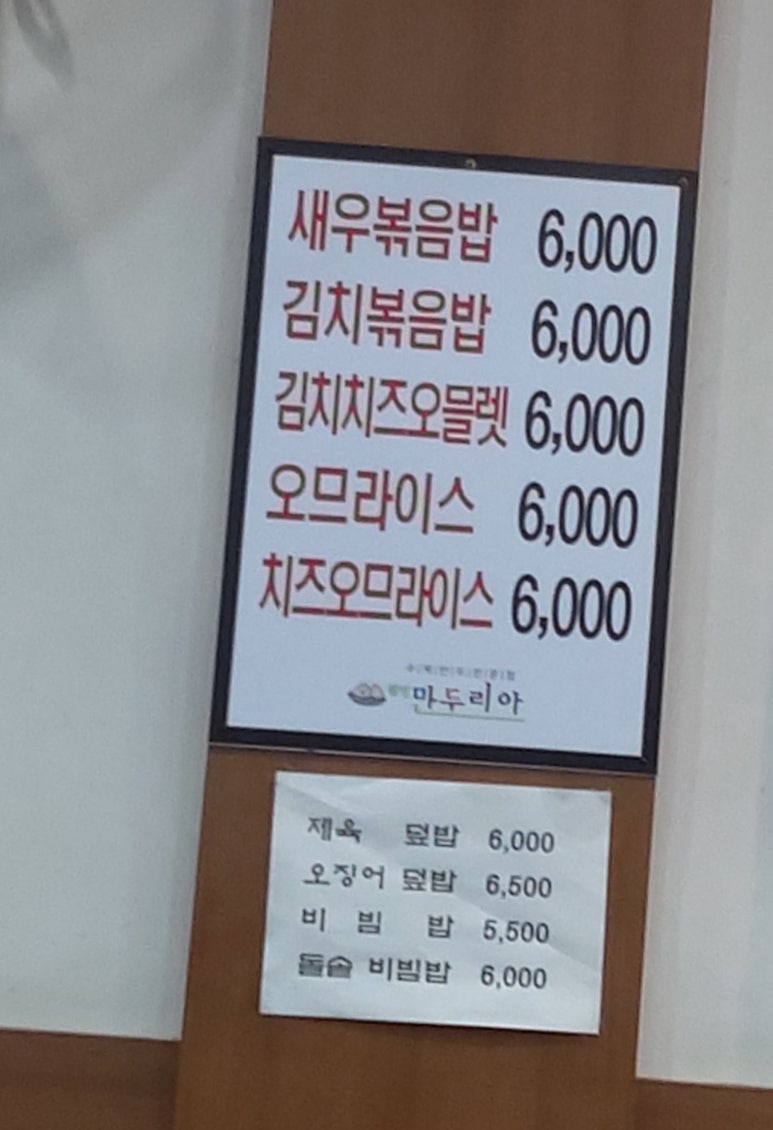 새우볶음밥 6,000
김치볶음밥 6,000
김치치즈오믈렛 6,000
오므라이스 6,000
치즈오므라이스 6,000
마두리아
제육 덮밥 6,000
오징어 덮밥 6,500
비 빔 밥 5,500
돌솥 비빔밥 6,000